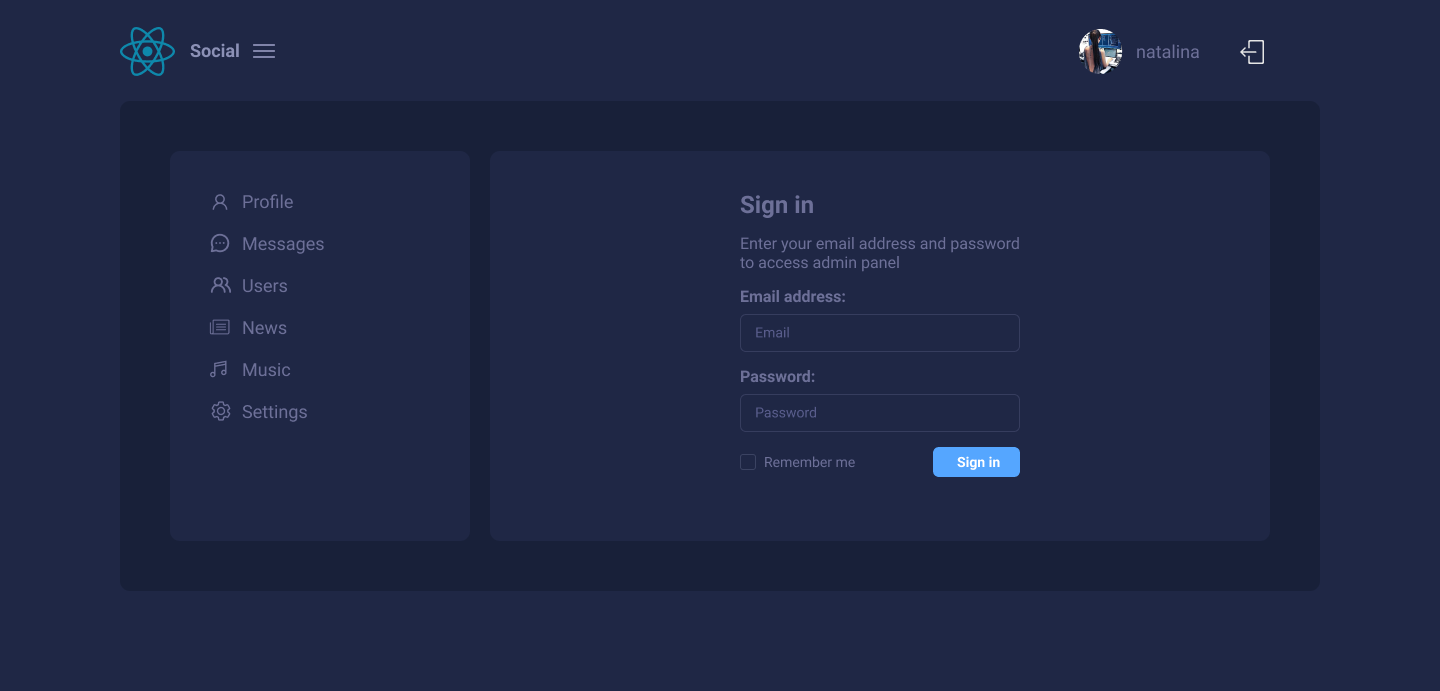 Social
natalina
Profile
Messages
Users
News
Music
Settings
Sign in
Enter your email address and password
to access admin panel
Email address:
Email
Password:
Password
Remember me
Sign in